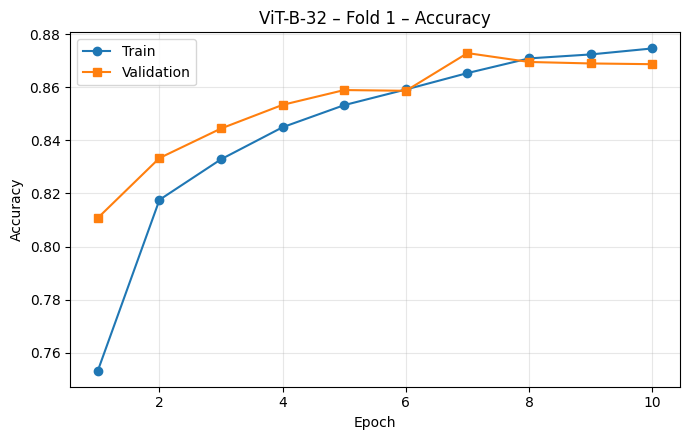 ViT-B-32 – Fold 1 – Accuracy
Train
Validation
Accuracy
0.88
0.86
0.84
0.82
0.80
0.78
0.76
2 4 6 8 10
Epoch